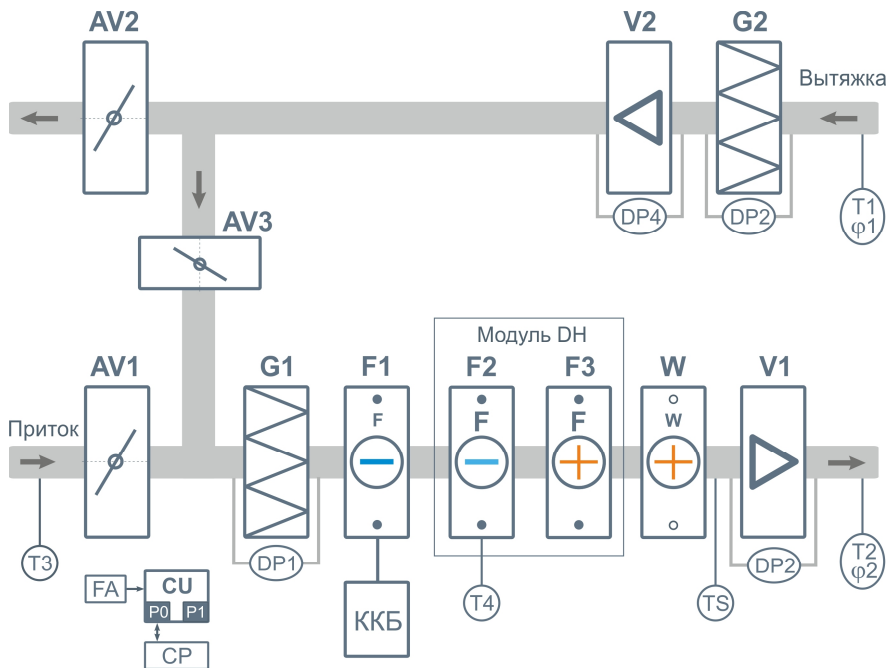 AV2
V2
G2
Вытяжка
DP4
DP2
T1
φ1
AV3
Модуль DH
AV1
G1
F1
F2
F3
W
V1
Приток
F
F
F
W
T3
DP1
DP2
T2
φ2
FA
CU
P0 P1
CP
ККБ
T4
TS